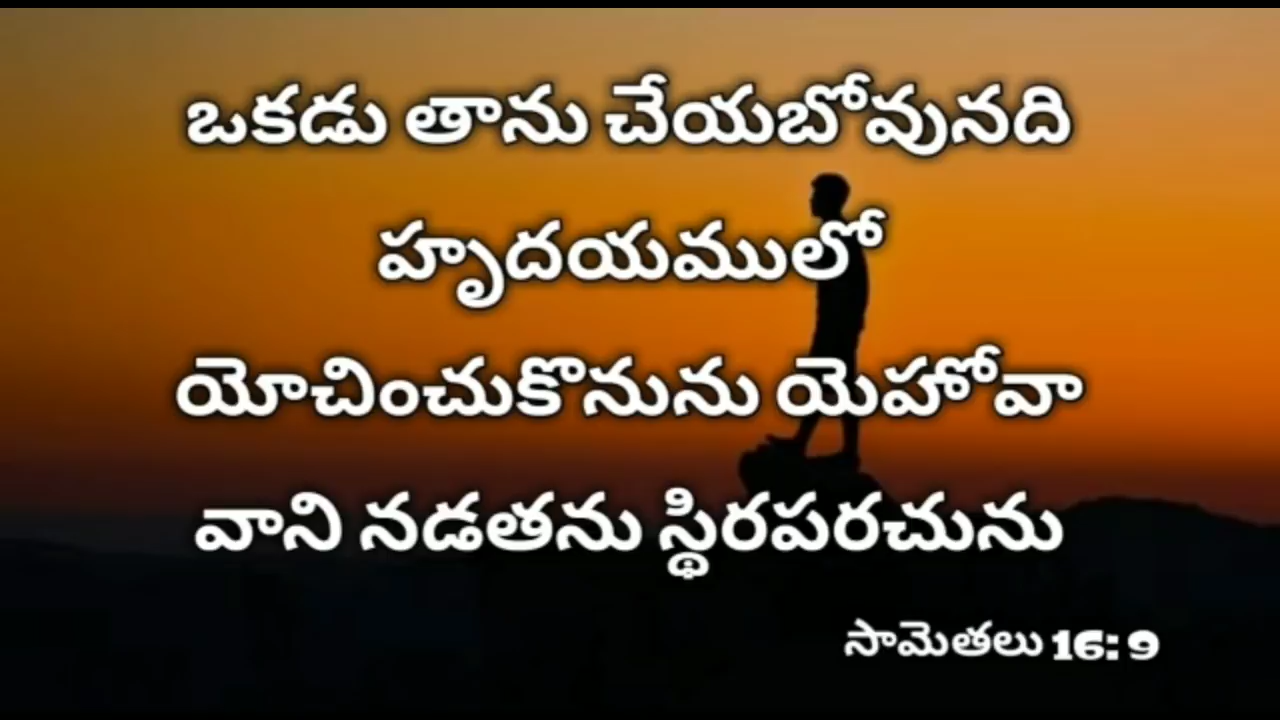 ఒకడు తాను చేయబోవునది
హృదయములో
యోచించుకొనును యెహోవా
వాని నడతను స్థిరపరచును
సామెతలు 16: 9